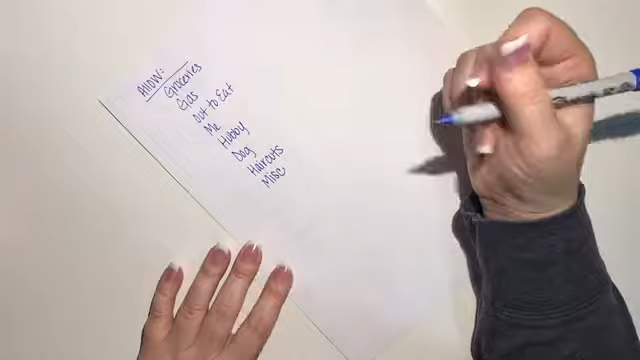 Allow:
Groceries
Gas
Out to Eat
Me
Hubby
Dog
Haircuts
Misc